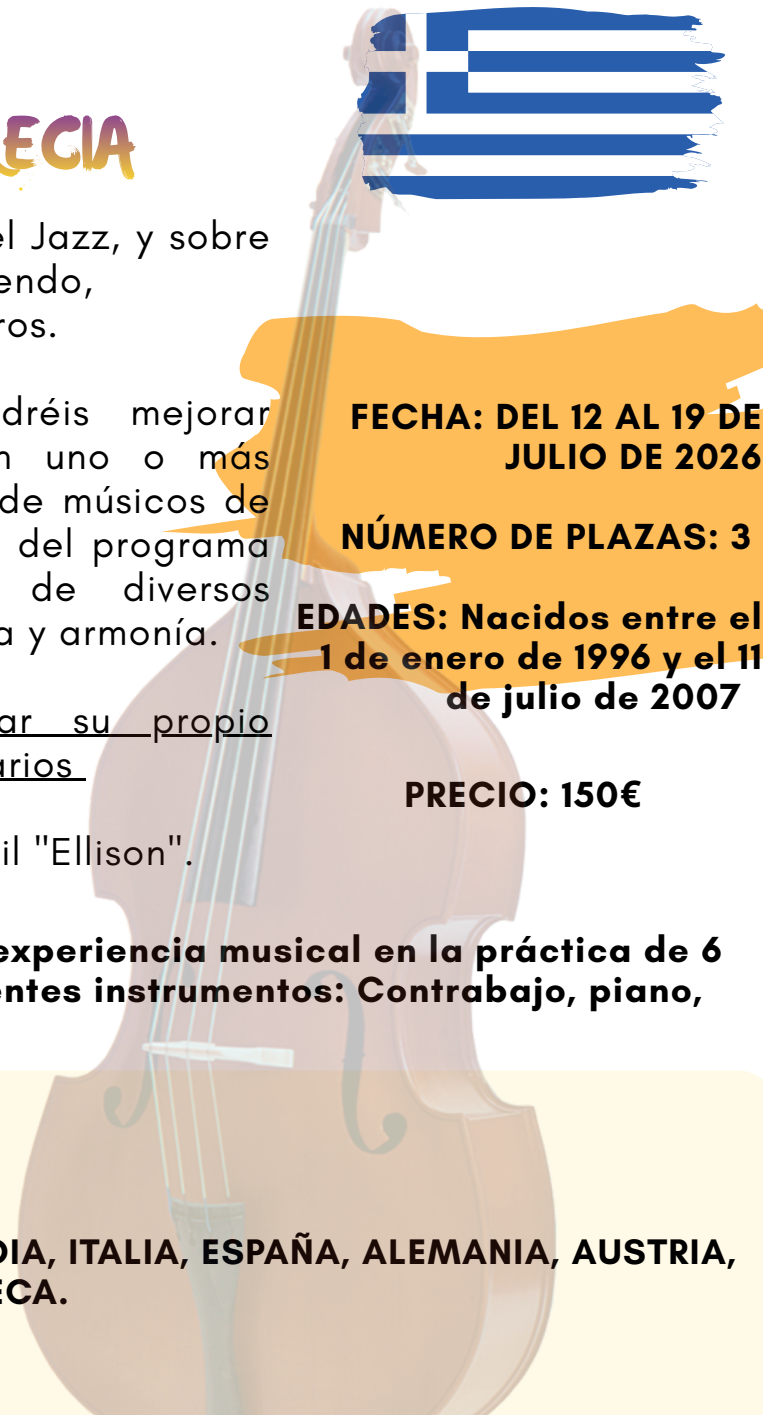 ECIA
el Jazz, y sobre
endo,
ros.
dréis mejorar
n uno o más
de músicos de
del programa
de diversos
a y armonía.
ar su propio
arios
il "Ellison".
FECHA: DEL 12 AL 19 DE
JULIO DE 2026
NÚMERO DE PLAZAS: 3
EDADES: Nacidos entre el
1 de enero de 1996 y el 11
de julio de 2007
PRECIO: 150€
experiencia musical en la práctica de 6
entes instrumentos: Contrabajo, piano,
DIA, ITALIA, ESPAÑA, ALEMANIA, AUSTRIA,
ECA.